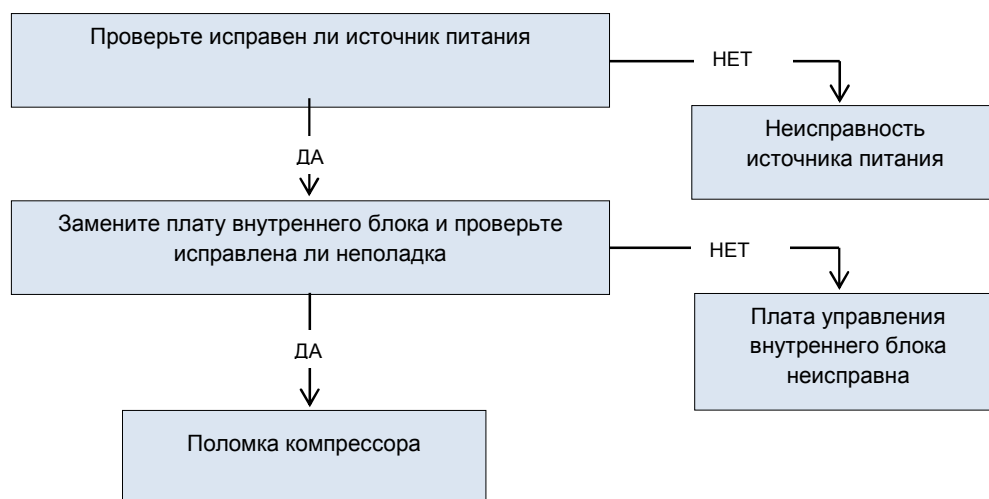 Проверьте исправен ли источник питания
НЕТ
Неисправность
источника питания
ДА
Замените плату внутреннего блока и проверьте
исправлена ли неполадка
НЕТ
Плата управления
внутреннего блока
неисправна
ДА
Поломка компрессора